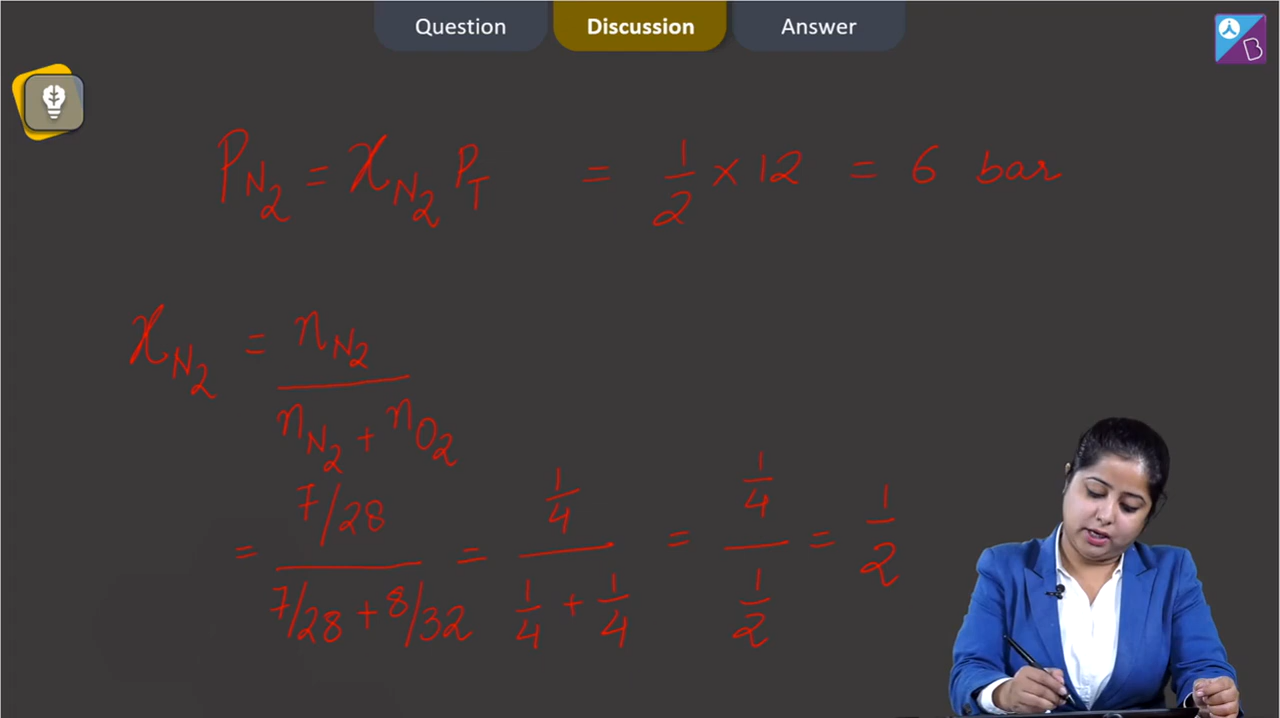 Question Discussion Answer
B
P_{N_2} = x_{N_2} P_T = 1/2 × 12 = 6 bar
x_{N_2} = n_{N_2} / (n_{N_2} + n_{O_2})
= (7/28) / (7/28 + 8/32) = (1/4) / (1/4 + 1/4) = (1/4) / (1/2) = 1/2